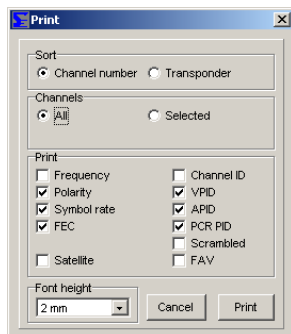 Print
Sort
Channel number Transponder
Channels
All Selected
Print
Frequency Channel ID
Polarity VPID
Symbol rate APID
FEC PCR PID
Scrambled
Satellite FAV
Font height
2 mm Cancel Print